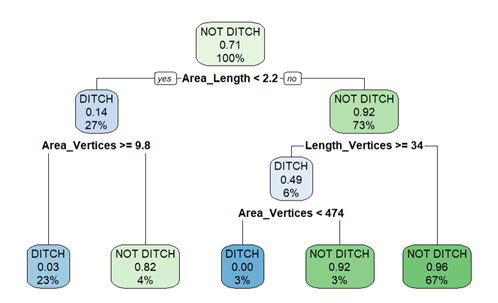 NOT DITCH
0.71
100%
yes Area_Length < 2.2 no
DITCH
0.14
27%
NOT DITCH
0.92
73%
Area_Vertices >= 9.8
Length_Vertices >= 34
DITCH
0.49
6%
Area_Vertices < 474
DITCH
0.03
23%
NOT DITCH
0.82
4%
DITCH
0.00
3%
NOT DITCH
0.92
3%
NOT DITCH
0.96
67%